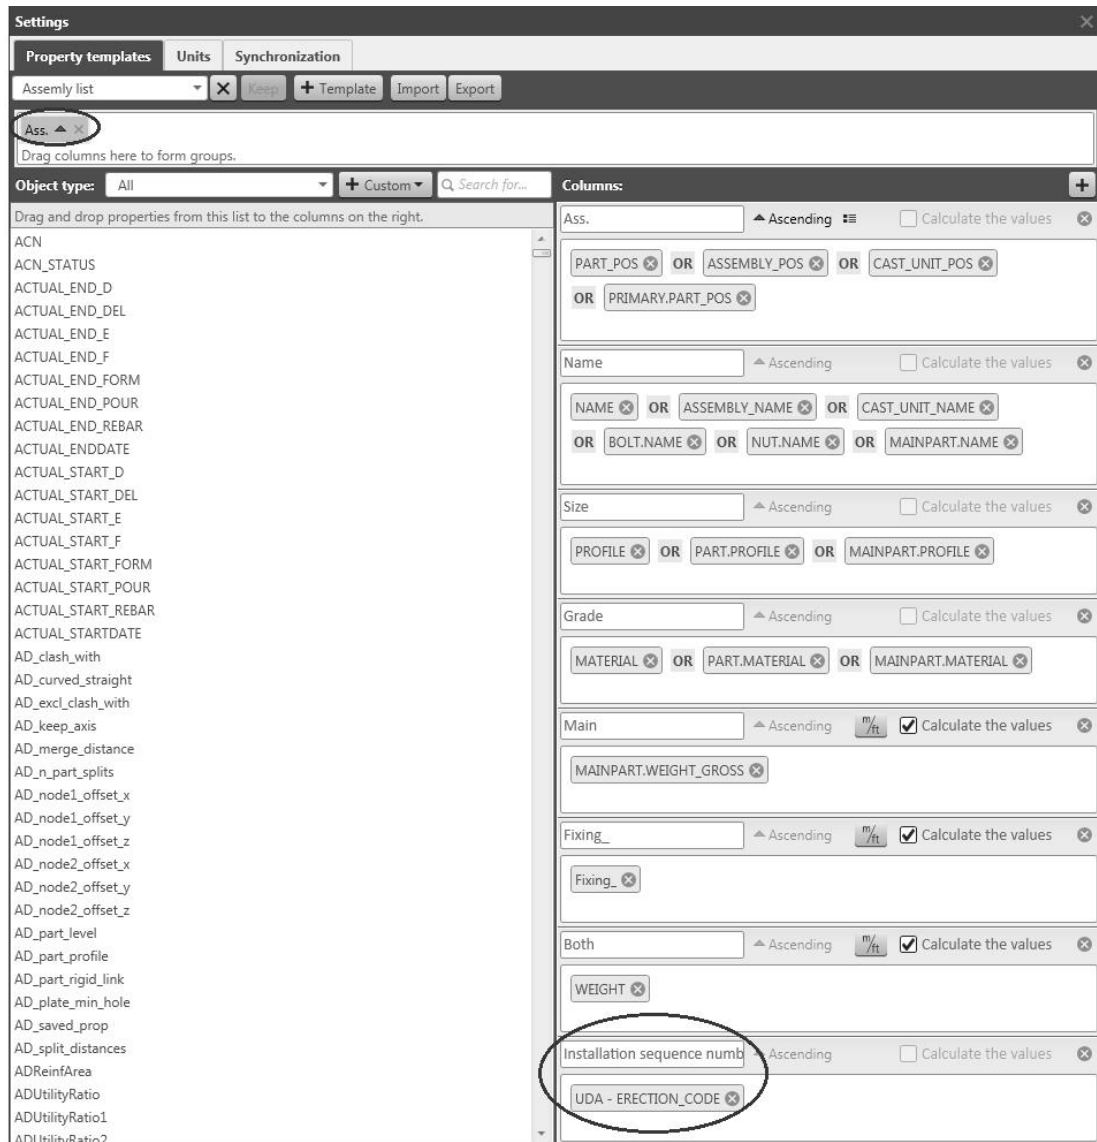 Settings
Property templates Units Synchronization
Assemly list Keep + Template Import Export
Ass.
Drag columns here to form groups.
Object type: All + Custom Search for...
Columns: +
Drag and drop properties from this list to the columns on the right.
ACN
ACN_STATUS
ACTUAL_END_D
ACTUAL_END_DEL
ACTUAL_END_E
ACTUAL_END_F
ACTUAL_END_FORM
ACTUAL_END_POUR
ACTUAL_END_REBAR
ACTUAL_ENDDATE
ACTUAL_START_D
ACTUAL_START_DEL
ACTUAL_START_E
ACTUAL_START_F
ACTUAL_START_FORM
ACTUAL_START_POUR
ACTUAL_START_REBAR
ACTUAL_STARTDATE
AD_clash_with
AD_curved_straight
AD_excl_clash_with
AD_keep_axis
AD_merge_distance
AD_n_part_splits
AD_node1_offset_x
AD_node1_offset_y
AD_node1_offset_z
AD_node2_offset_x
AD_node2_offset_y
AD_node2_offset_z
AD_part_level
AD_part_profile
AD_part_rigid_link
AD_plate_min_hole
AD_saved_prop
AD_split_distances
ADReinfArea
ADUtilityRatio
ADUtilityRatio1
ADUtilityRatio2
Ass. Ascending Calculate the values
PART_POS OR ASSEMBLY_POS OR CAST_UNIT_POS
OR PRIMARY.PART_POS
Name Ascending Calculate the values
NAME OR ASSEMBLY_NAME OR CAST_UNIT_NAME
OR BOLT.NAME OR NUT.NAME OR MAINPART.NAME
Size Ascending Calculate the values
PROFILE OR PART.PROFILE OR MAINPART.PROFILE
Grade Ascending Calculate the values
MATERIAL OR PART.MATERIAL OR MAINPART.MATERIAL
Main Ascending m/ft Calculate the values
MAINPART.WEIGHT_GROSS
Fixing_ Ascending m/ft Calculate the values
Fixing_
Both Ascending m/ft Calculate the values
WEIGHT
Installation sequence numb Ascending Calculate the values
UDA - ERECTION_CODE